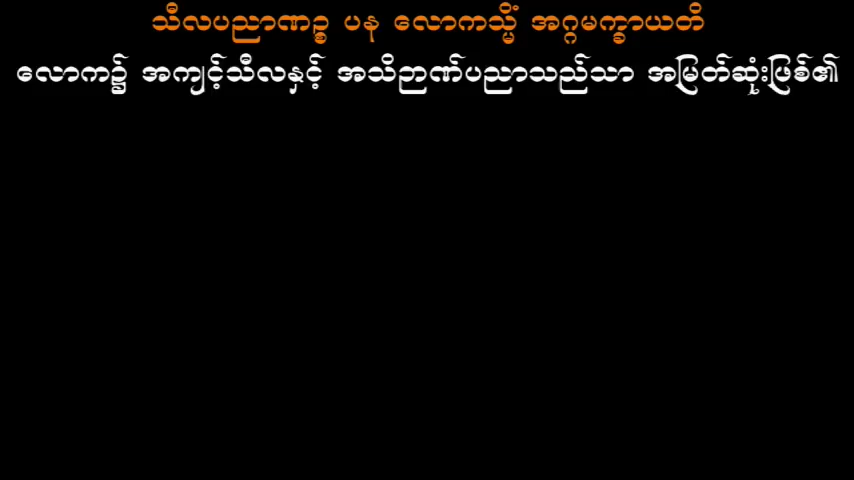 သီလပညာဏဉ္စ ပန လောကသ္မိံ အဂ္ဂမက္ခာယတိ
လောက၌ အကျင့်သီလနှင့် အသိဉာဏ်ပညာသည်သာ အမြတ်ဆုံးဖြစ်၏